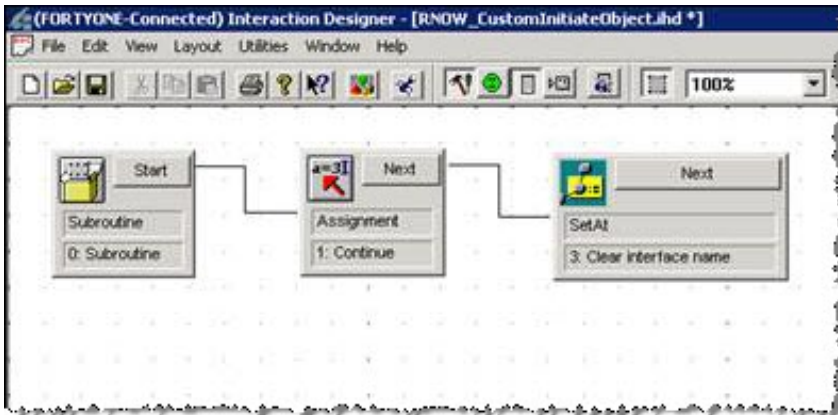 (FORTYONE-Connected) Interaction Designer - [RNOW_CustomInitiateObject.ihd *]
File Edit View Layout Utilities Window Help
100%
Start
Subroutine
0: Subroutine
a=3
Next
Assignment
1: Continue
Next
SetAt
3: Clear interface name